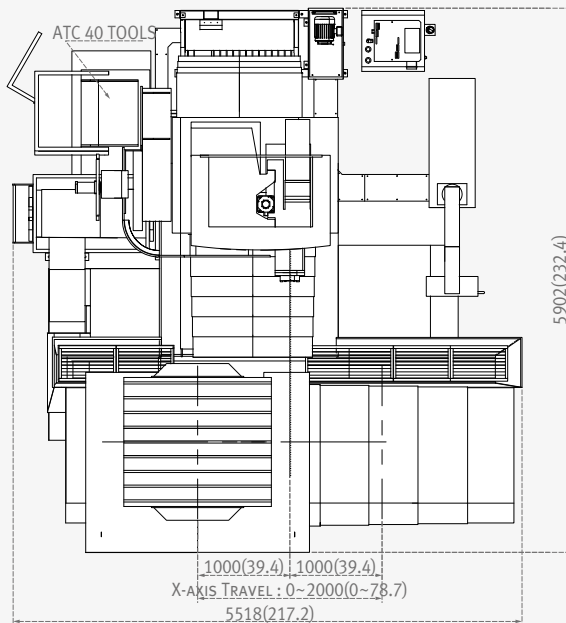 ATC 40 TOOLS
5902(232.4)
1000(39.4) 1000(39.4)
X-AXIS TRAVEL : 0~2000(0~78.7)
5518(217.2)